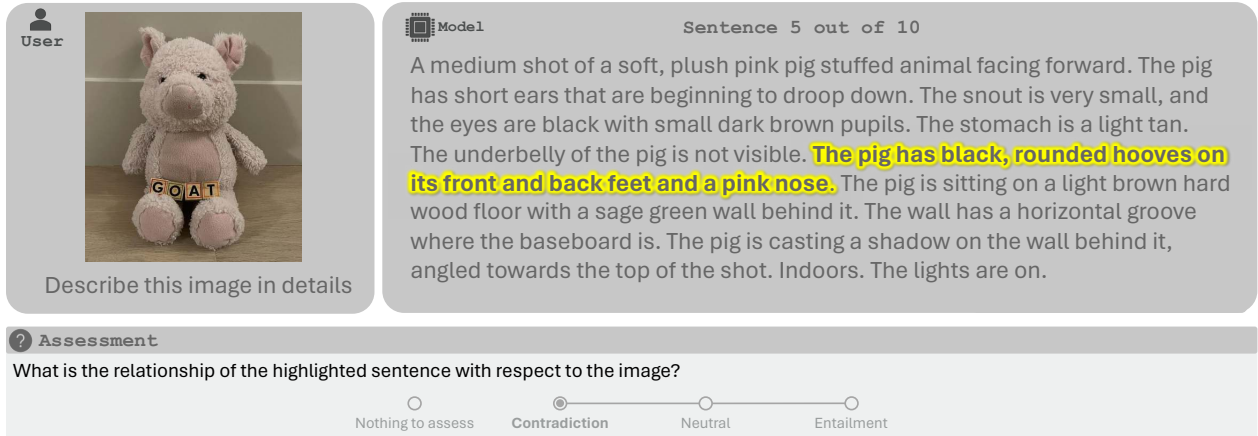 User
GOAT
Describe this image in details
Model
Sentence 5 out of 10
A medium shot of a soft, plush pink pig stuffed animal facing forward. The pig
has short ears that are beginning to droop down. The snout is very small, and
the eyes are black with small dark brown pupils. The stomach is a light tan.
The underbelly of the pig is not visible. The pig has black, rounded hooves on
its front and back feet and a pink nose. The pig is sitting on a light brown hard
wood floor with a sage green wall behind it. The wall has a horizontal groove
where the baseboard is. The pig is casting a shadow on the wall behind it,
angled towards the top of the shot. Indoors. The lights are on.
? Assessment
What is the relationship of the highlighted sentence with respect to the image?
Nothing to assess Contradiction Neutral Entailment